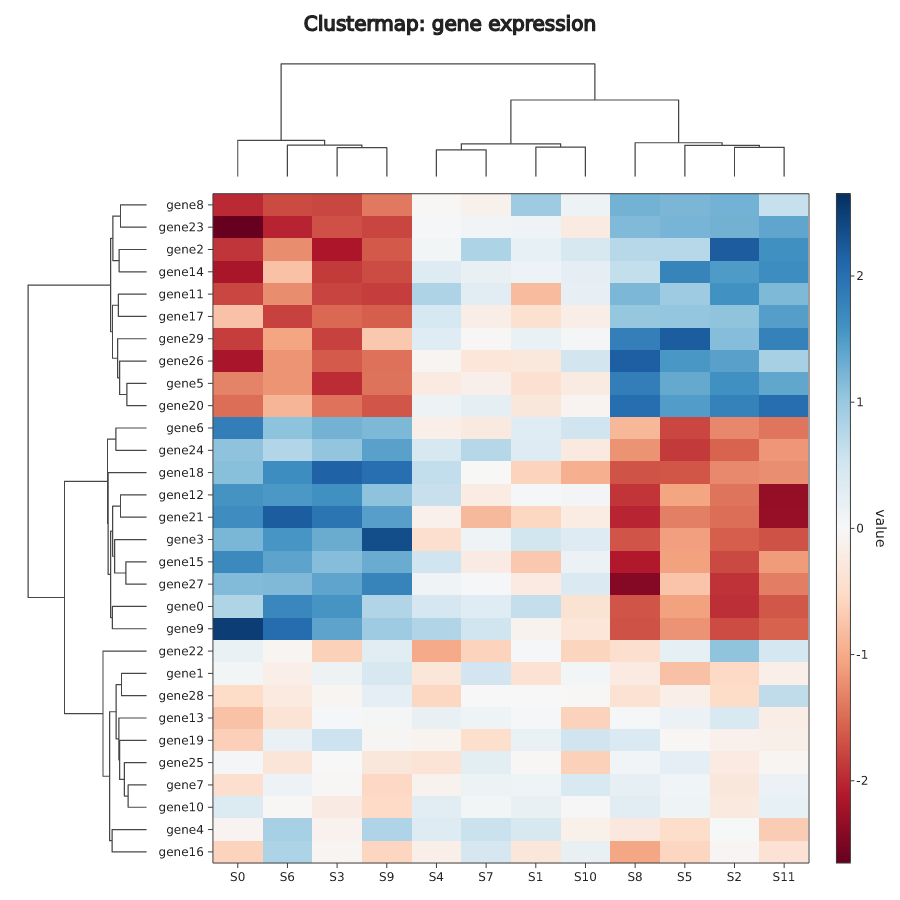 Clustermap: gene expression
gene8
gene23
gene2
gene14
gene11
gene17
gene29
gene26
gene5
gene20
gene6
gene24
gene18
gene12
gene21
gene3
gene15
gene27
gene0
gene9
gene22
gene1
gene28
gene13
gene19
gene25
gene7
gene10
gene4
gene16
S0 S6 S3 S9 S4 S7 S1 S10 S8 S5 S2 S11
2
1
0
-1
-2
value